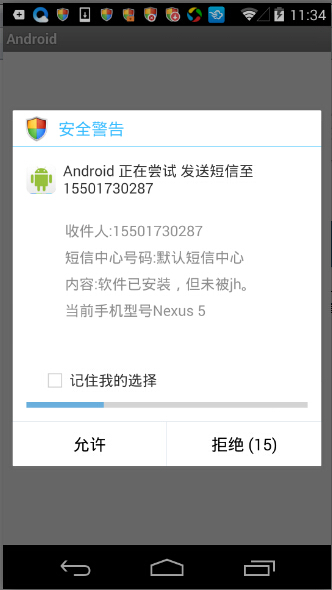 11:34
Android
安全警告
Android 正在尝试 发送短信至
15501730287
收件人:15501730287
短信中心号码:默认短信中心
内容:软件已安装，但未被jh。
当前手机型号Nexus 5
记住我的选择
允许
拒绝 (15)